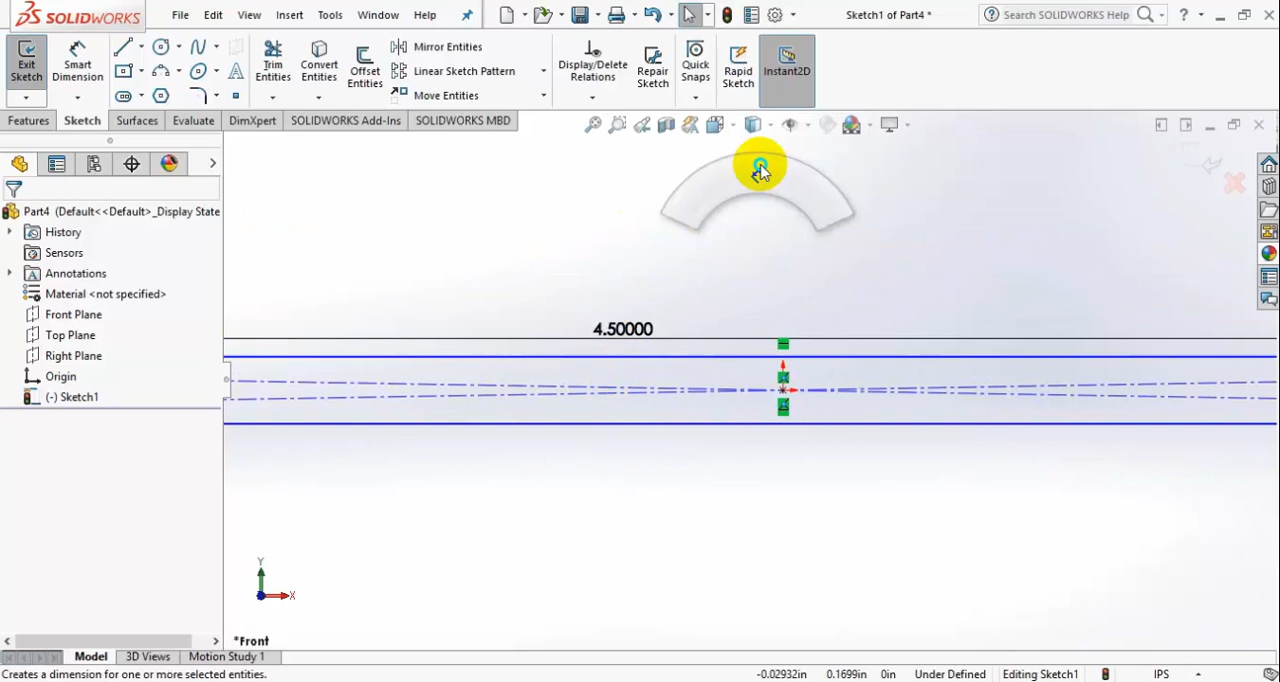 SOLIDWORKS File Edit View Insert Tools Window Help Sketch1 of Part4 * Search SOLIDWORKS Help ?
Exit Sketch Smart Dimension Trim Entities Convert Entities Offset Entities Mirror Entities Linear Sketch Pattern Move Entities Display/Delete Relations Repair Sketch Quick Snaps Rapid Sketch Instant2D
Features Sketch Surfaces Evaluate DimXpert SOLIDWORKS Add-Ins SOLIDWORKS MBD
Part4 (Default<<Default>_Display State
History
Sensors
Annotations
Material <not specified>
Front Plane
Top Plane
Right Plane
Origin
(-) Sketch1
4.50000
Y
X
*Front
Model 3D Views Motion Study 1
Creates a dimension for one or more selected entities. -0.02932in 0.1699in 0in Under Defined Editing Sketch1 IPS